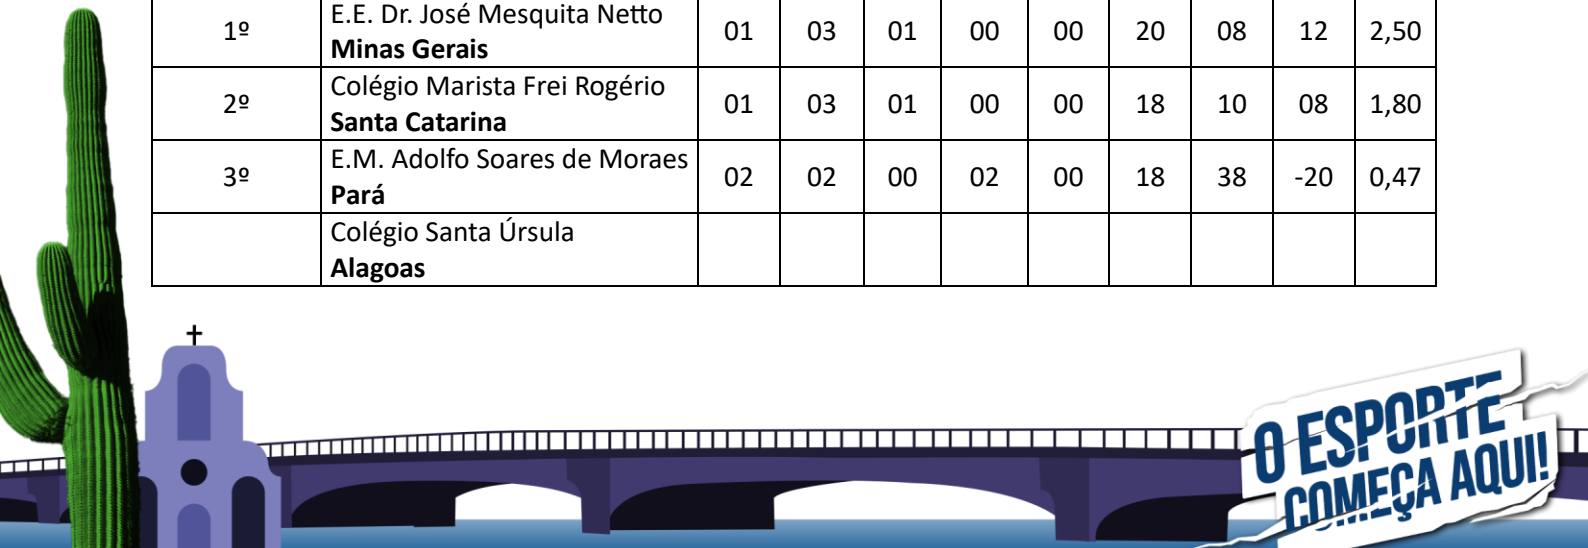 1º E.E. Dr. José Mesquita Netto 01 03 01 00 00 20 08 12 2,50
Minas Gerais
2º Colégio Marista Frei Rogério 01 03 01 00 00 18 10 08 1,80
Santa Catarina
3º E.M. Adolfo Soares de Moraes 02 02 00 02 00 18 38 -20 0,47
Pará
Colégio Santa Úrsula
Alagoas
O ESPORTE
COMEÇA AQUI!